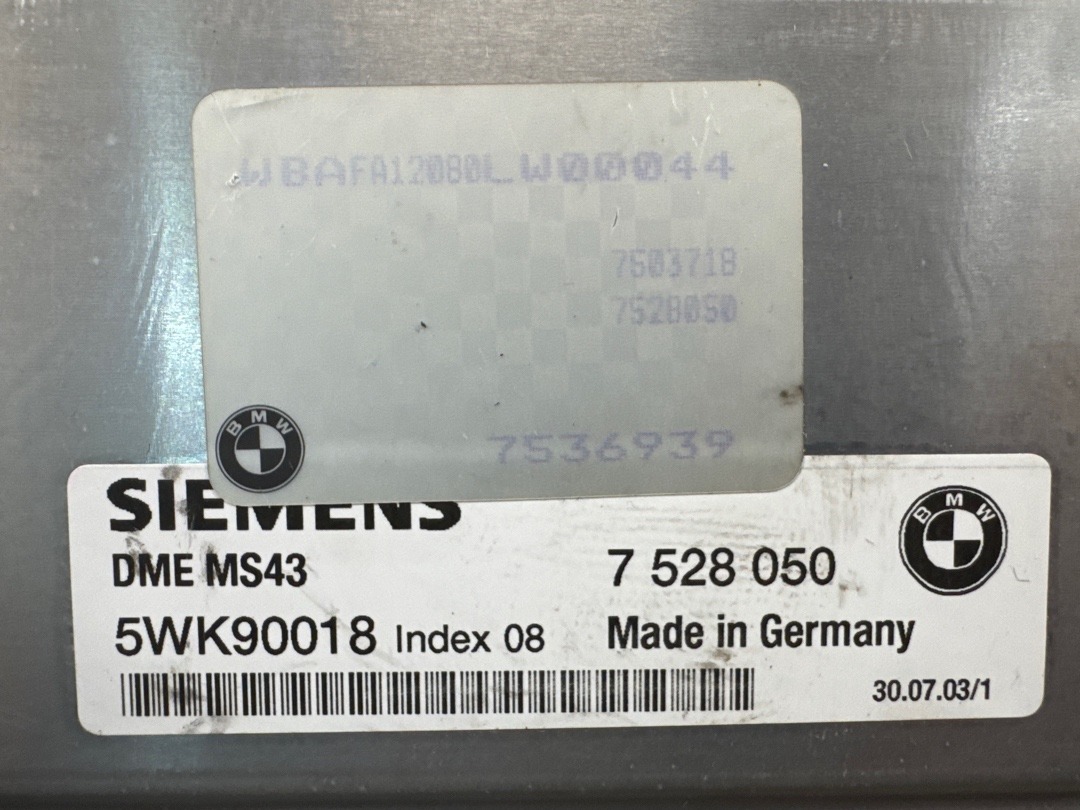 WBAFA12080LW00044
7503718
7528050
BMW
7536939
SIEMENS
BMW
DME MS43
7 528 050
5WK90018 Index 08
Made in Germany
30.07.03/1